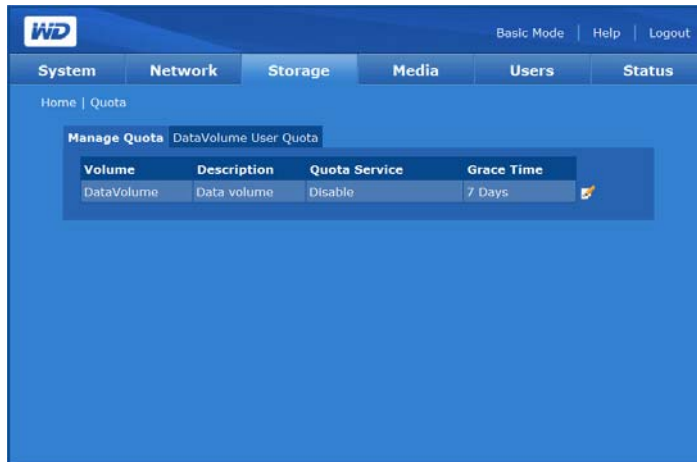 WD
Basic Mode | Help | Logout
System Network Storage Media Users Status
Home | Quota
Manage Quota DataVolume User Quota
Volume Description Quota Service Grace Time
DataVolume Data volume Disable 7 Days